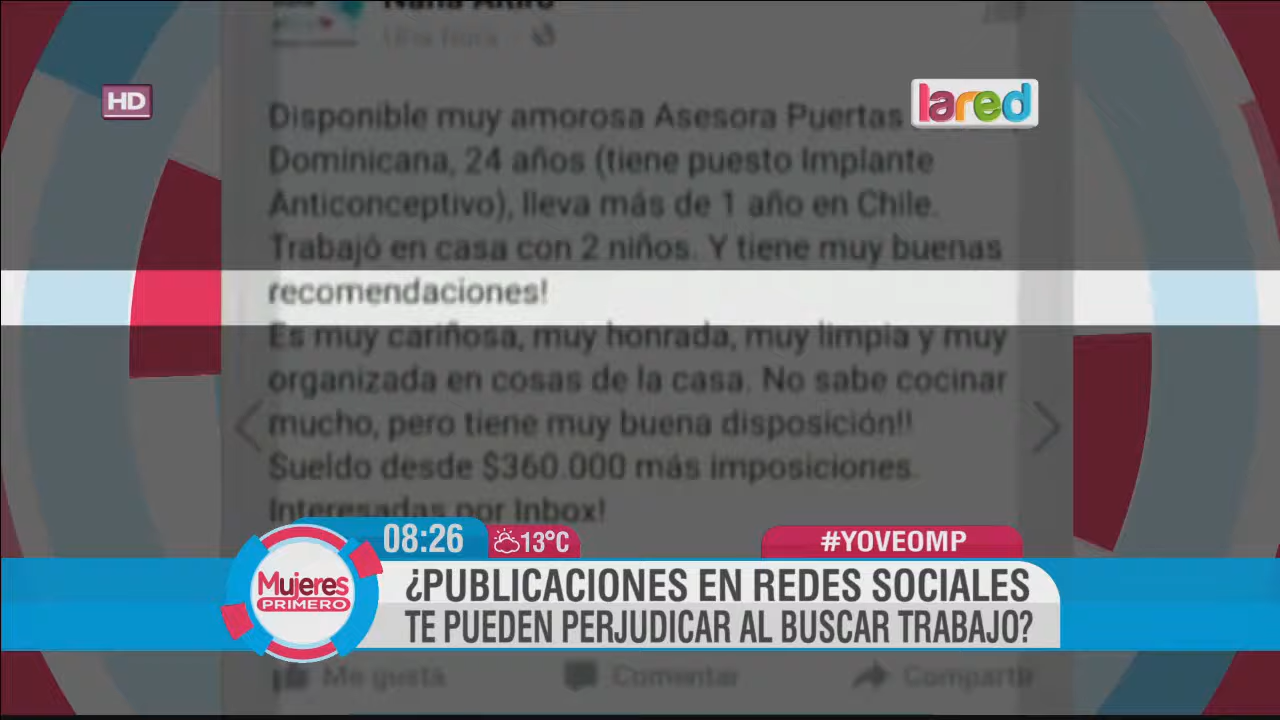 HD
lared
Disponible muy amorosa Asesora Puertas
Dominicana, 24 años (tiene puesto Implante
Anticonceptivo), lleva más de 1 año en Chile.
Trabajó en casa con 2 niños. Y tiene muy buenas
recomendaciones!
Es muy cariñosa, muy honrada, muy limpia y muy
organizada en cosas de la casa. No sabe cocinar
mucho, pero tiene muy buena disposición!!
Sueldo desde $360.000 más imposiciones.
Interesadas por Inbox!
08:26
13°C
#YOVEOMP
Mujeres
PRIMERO
¿PUBLICACIONES EN REDES SOCIALES
TE PUEDEN PERJUDICAR AL BUSCAR TRABAJO?
Me gusta
Comentar
Compartir